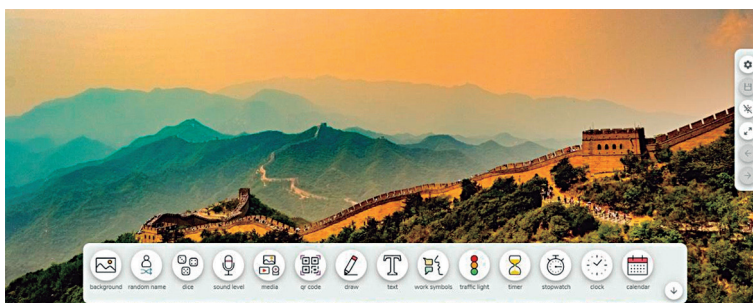 background random name dice sound level media qr code draw text work symbols traffic light timer stopwatch clock calendar